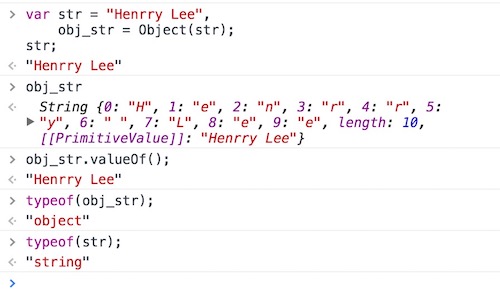 > var str = "Henrry Lee",
obj_str = Object(str);
str;
"Henrry Lee"
> obj_str
String {0: "H", 1: "e", 2: "n", 3: "r", 4: "r", 5:
"y", 6: " ", 7: "L", 8: "e", 9: "e", length: 10,
[[PrimitiveValue]]: "Henrry Lee"}
> obj_str.valueOf();
"Henrry Lee"
> typeof(obj_str);
"object"
> typeof(str);
"string"
>